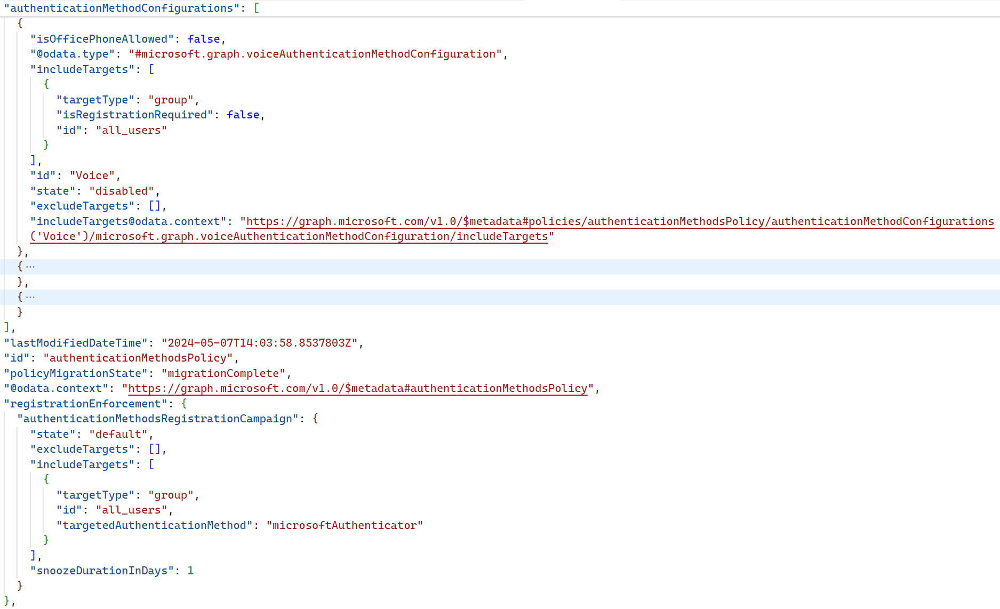 "authenticationMethodConfigurations": [
{
"isOfficePhoneAllowed": false,
"@odata.type": "#microsoft.graph.voiceAuthenticationMethodConfiguration",
"includeTargets": [
{
"targetType": "group",
"isRegistrationRequired": false,
"id": "all_users"
}
],
"id": "Voice",
"state": "disabled",
"excludeTargets": [],
"includeTargets@odata.context": "https://graph.microsoft.com/v1.0/$metadata#policies/authenticationMethodsPolicy/authenticationMethodConfigurations
('Voice')/microsoft.graph.voiceAuthenticationMethodConfiguration/includeTargets"
},
{ ···
},
{ ···
}
],
"lastModifiedDateTime": "2024-05-07T14:03:58.8537803Z",
"id": "authenticationMethodsPolicy",
"policyMigrationState": "migrationComplete",
"@odata.context": "https://graph.microsoft.com/v1.0/$metadata#authenticationMethodsPolicy",
"registrationEnforcement": {
"authenticationMethodsRegistrationCampaign": {
"state": "default",
"excludeTargets": [],
"includeTargets": [
{
"targetType": "group",
"id": "all_users",
"targetedAuthenticationMethod": "microsoftAuthenticator"
}
],
"snoozeDurationInDays": 1
}
},